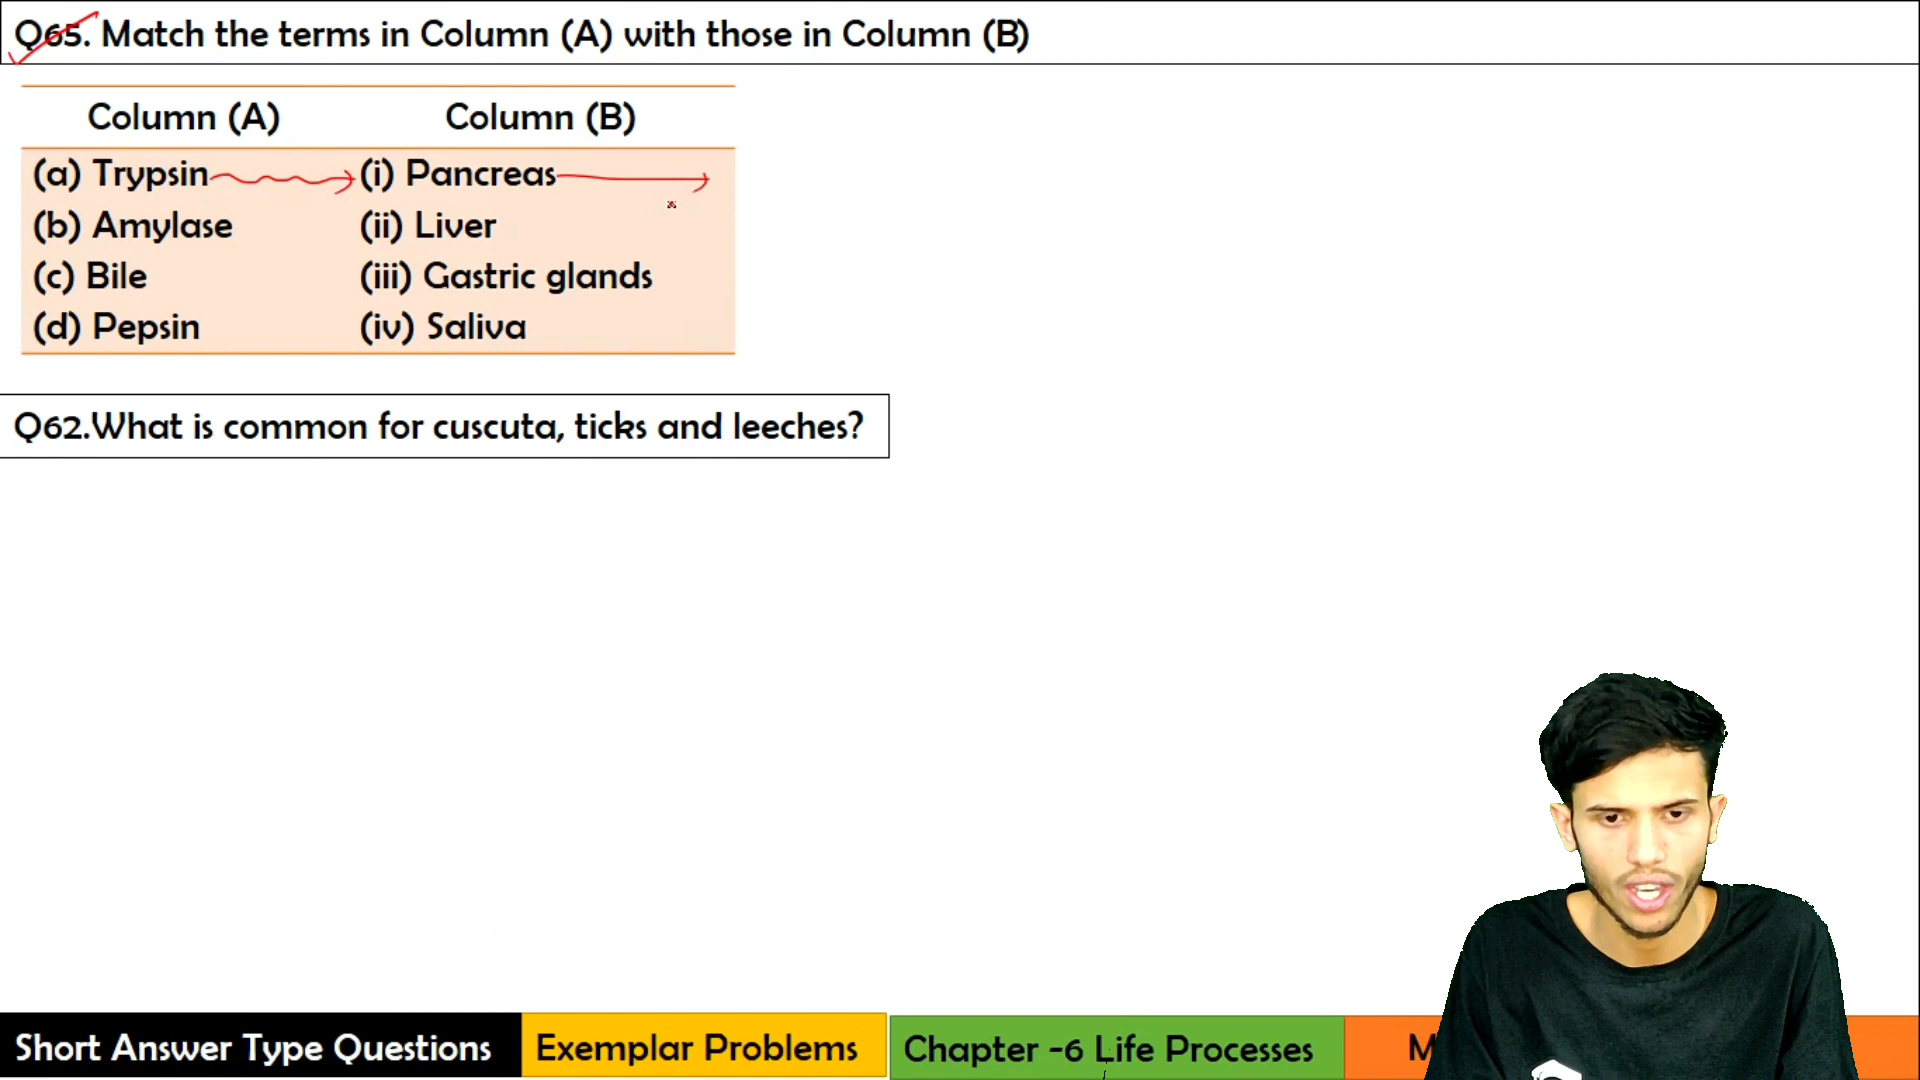 Q65. Match the terms in Column (A) with those in Column (B)
Column (A) Column (B)
(a) Trypsin (i) Pancreas
(b) Amylase (ii) Liver
(c) Bile (iii) Gastric glands
(d) Pepsin (iv) Saliva
Q62.What is common for cuscuta, ticks and leeches?
Short Answer Type Questions Exemplar Problems Chapter -6 Life Processes